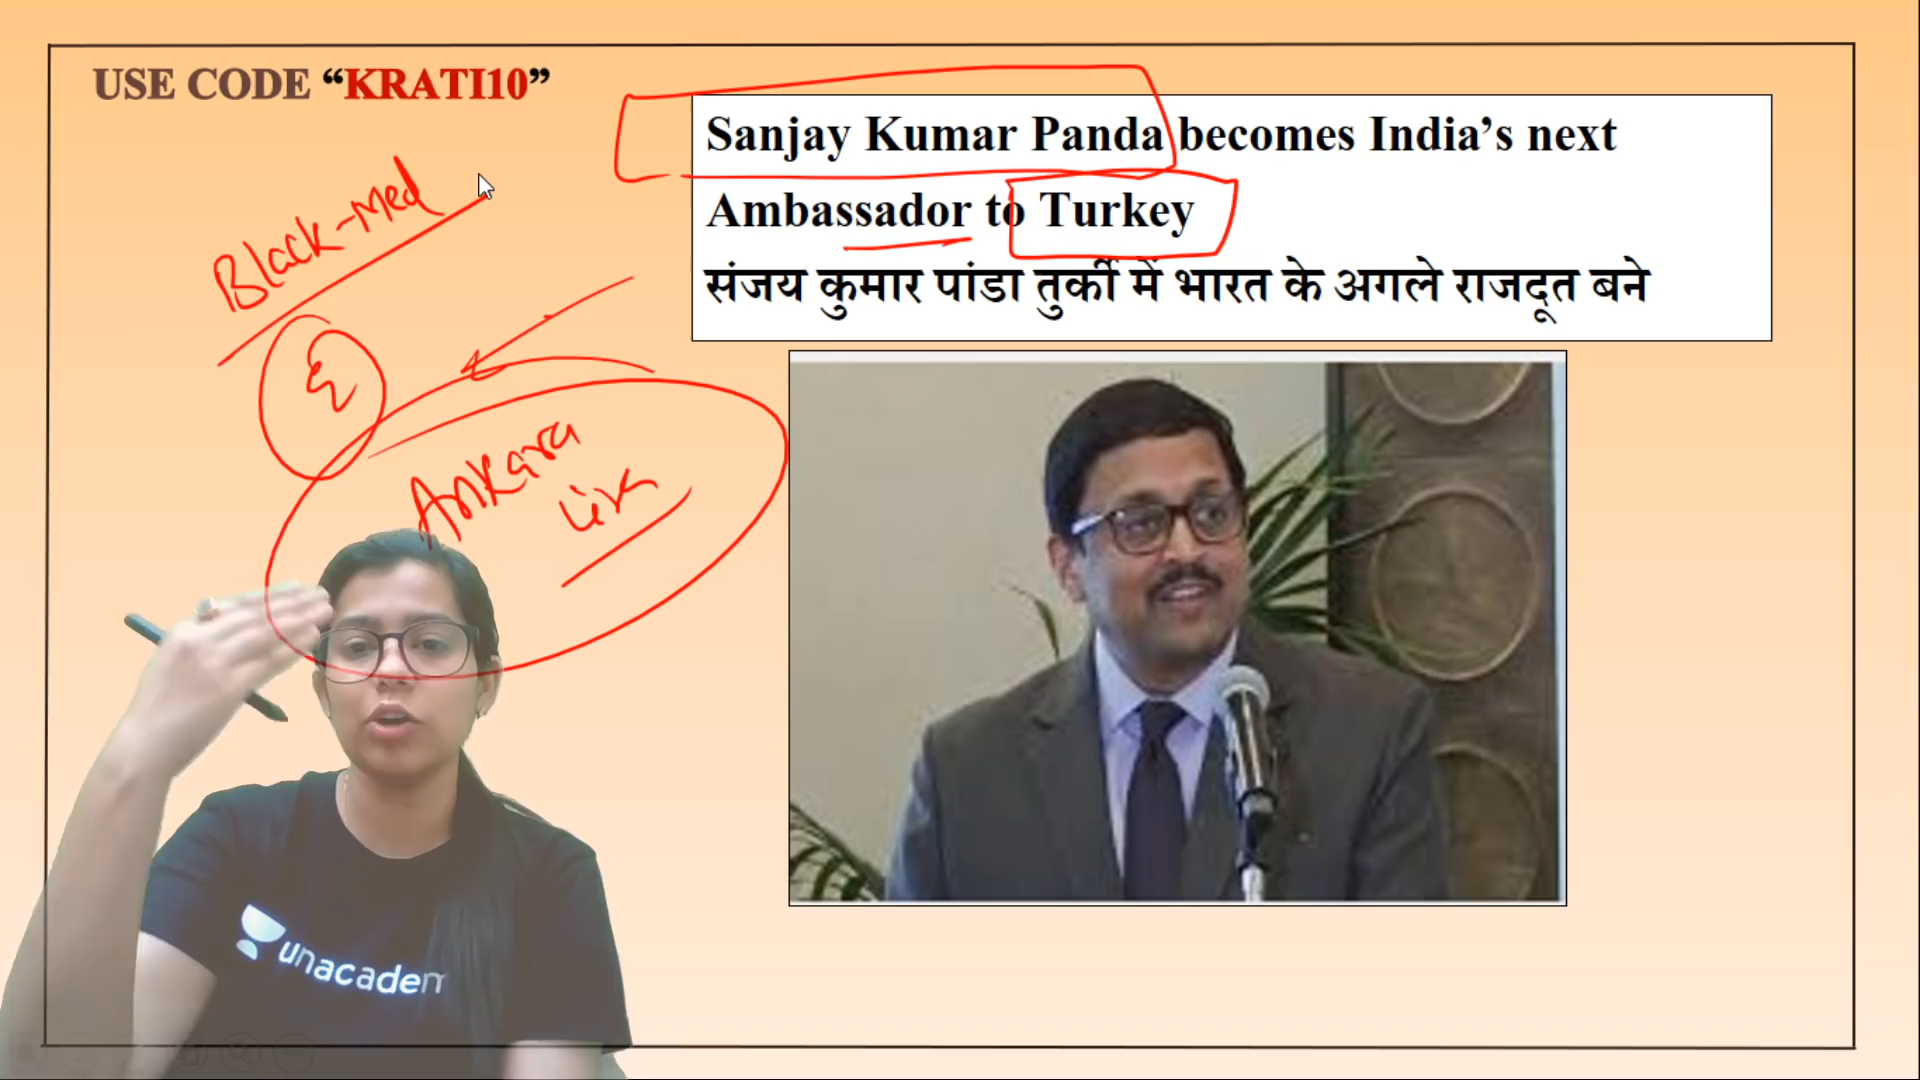 USE CODE “KRATI10”
Sanjay Kumar Panda becomes India’s next
Ambassador to Turkey
संजय कुमार पांडा तुर्की में भारत के अगले राजदूत बने
Black-Med
Ankara
unacadem